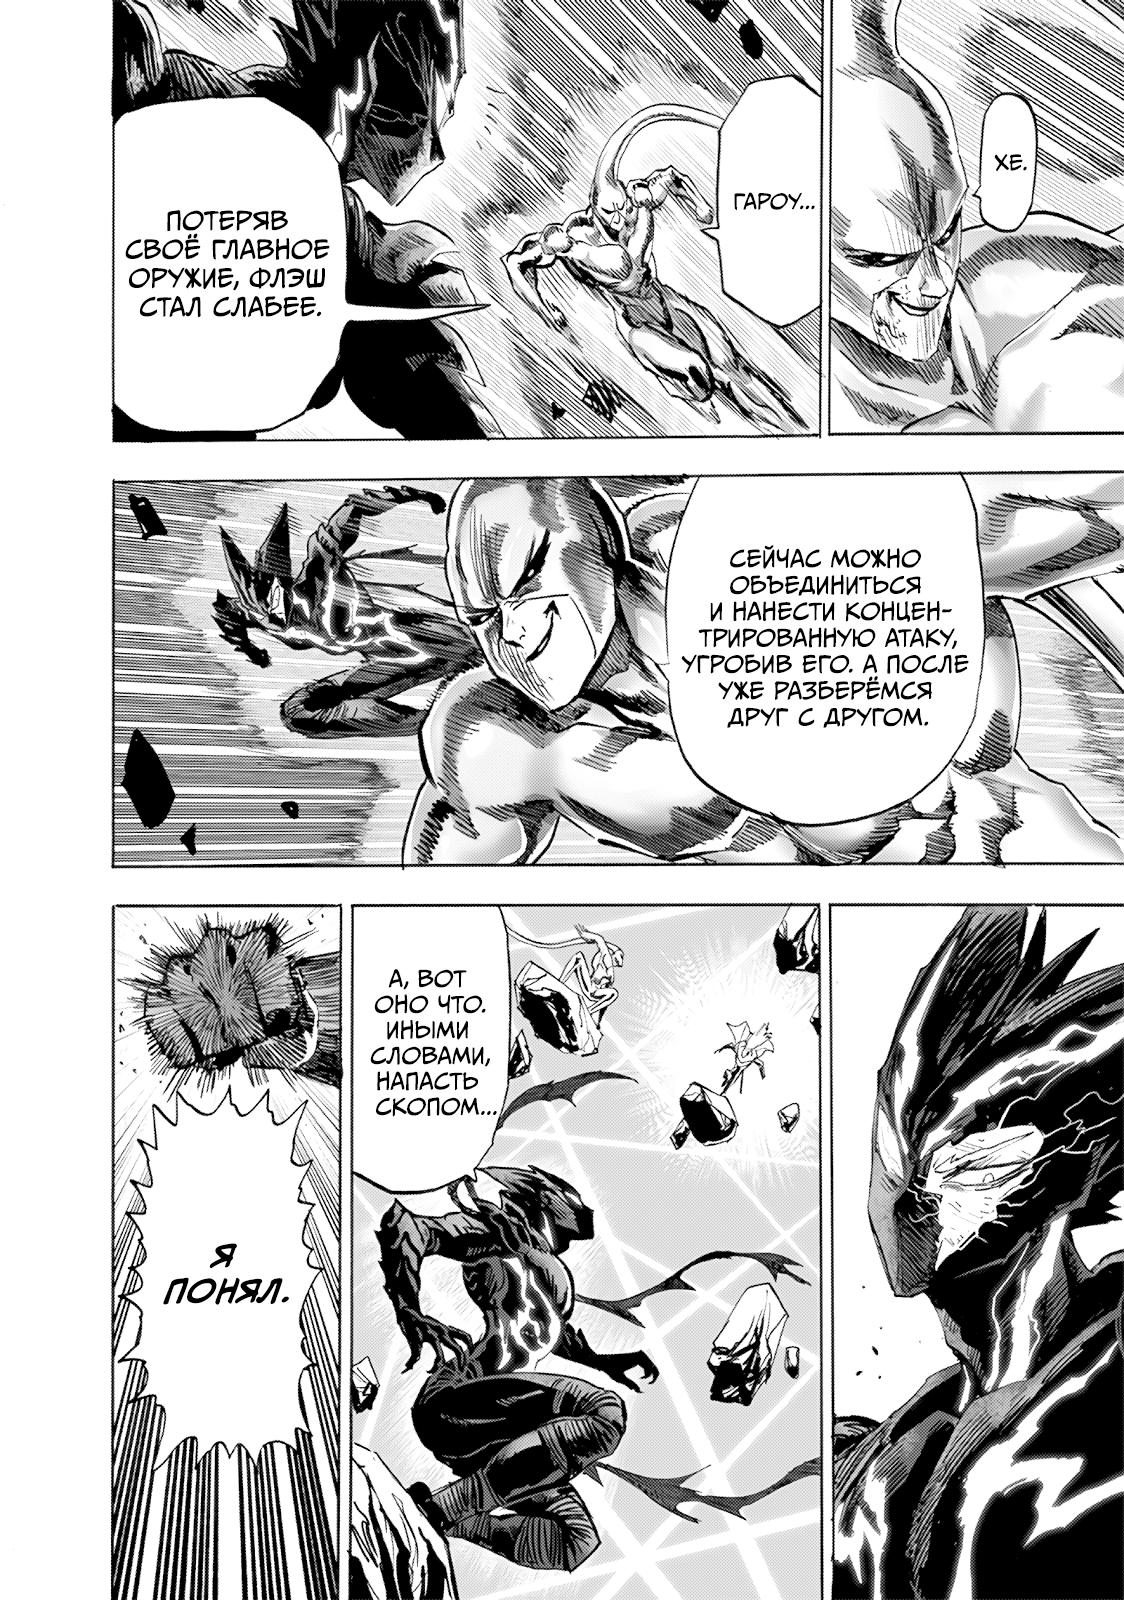 ХЕ.
ГАРОУ...
ПОТЕРЯВ
СВОЁ ГЛАВНОЕ
ОРУЖИЕ, ФЛЭШ
СТАЛ СЛАБЕЕ.
СЕЙЧАС МОЖНО
ОБЪЕДИНИТЬСЯ
И НАНЕСТИ КОНЦЕН-
ТРИРОВАННУЮ АТАКУ,
УГРОБИВ ЕГО. А ПОСЛЕ
УЖЕ РАЗБЕРЁМСЯ
ДРУГ С ДРУГОМ.
А, ВОТ
ОНО ЧТО.
ИНЫМИ
СЛОВАМИ,
НАПАСТЬ
СКОПОМ...
Я
ПОНЯЛ.